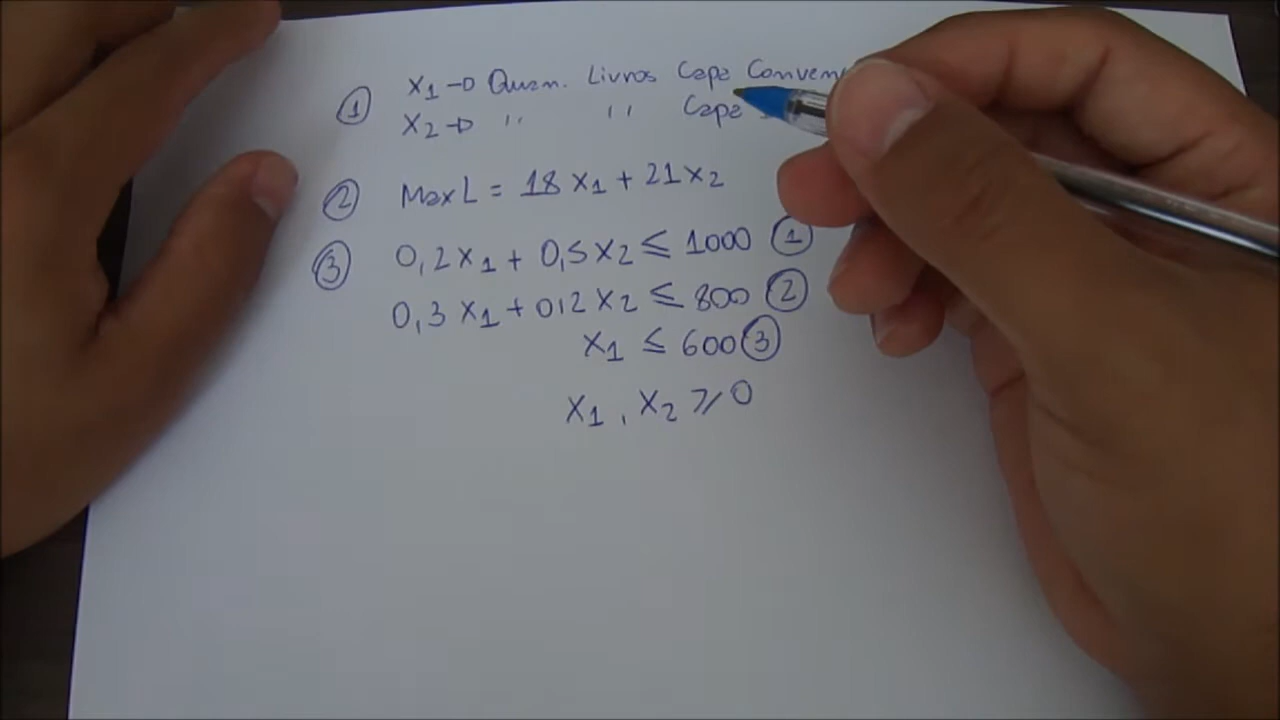 ① X1 → Quan. Livros Capa Conven
X2 → '' '' Capa
② Max L = 18 X1 + 21 X2
③ 0,2 X1 + 0,5 X2 ≤ 1000 ①
0,3 X1 + 0,2 X2 ≤ 800 ②
X1 ≤ 600 ③
X1 , X2 ≥ 0